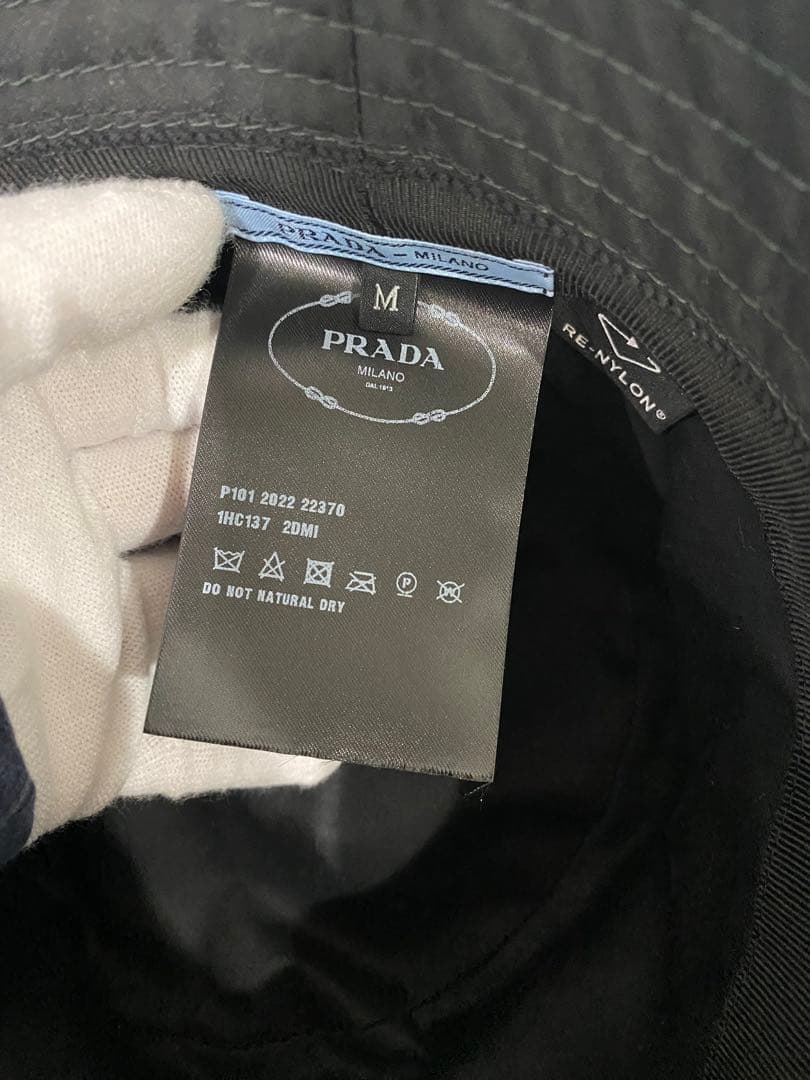 PRADA - MILANO
M
PRADA
MILANO
DAL 1913
RE-NYLON®
P101 2022 22370
1HC137 2DMI
P
W
DO NOT NATURAL DRY